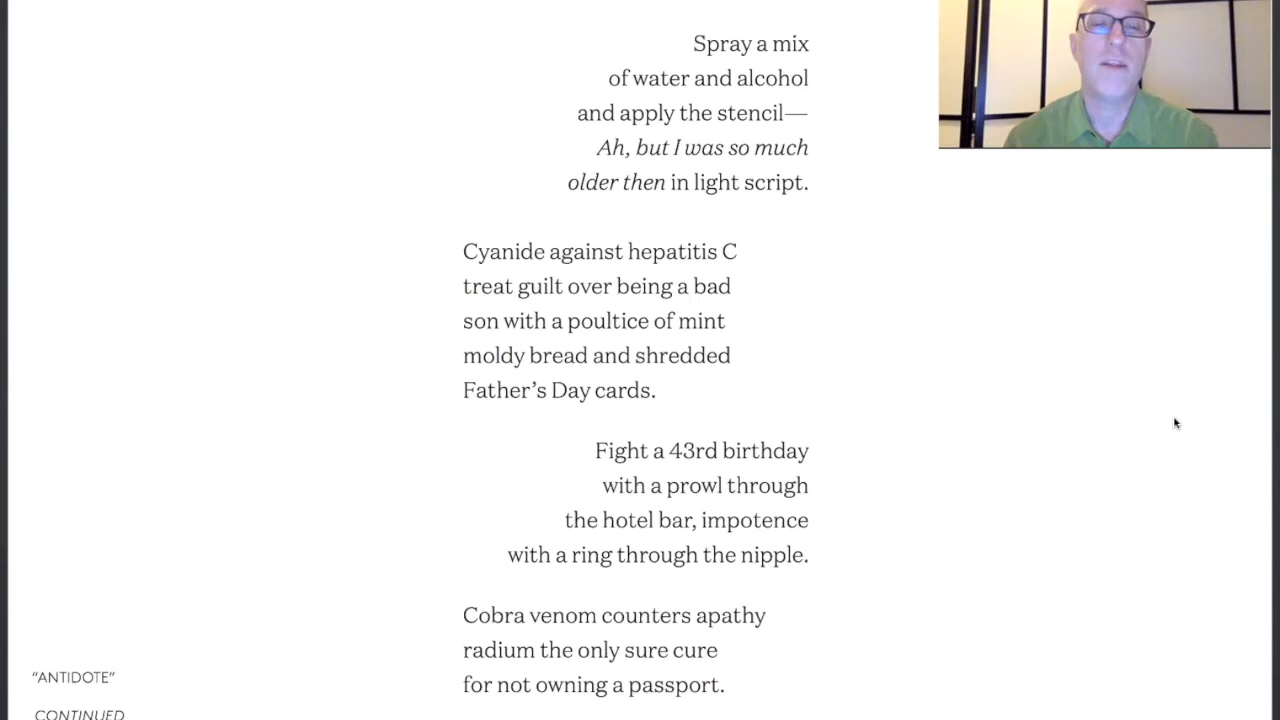 Spray a mix
of water and alcohol
and apply the stencil—
Ah, but I was so much
older then in light script.
Cyanide against hepatitis C
treat guilt over being a bad
son with a poultice of mint
moldy bread and shredded
Father’s Day cards.
Fight a 43rd birthday
with a prowl through
the hotel bar, impotence
with a ring through the nipple.
Cobra venom counters apathy
radium the only sure cure
for not owning a passport.
“ANTIDOTE”
CONTINUED